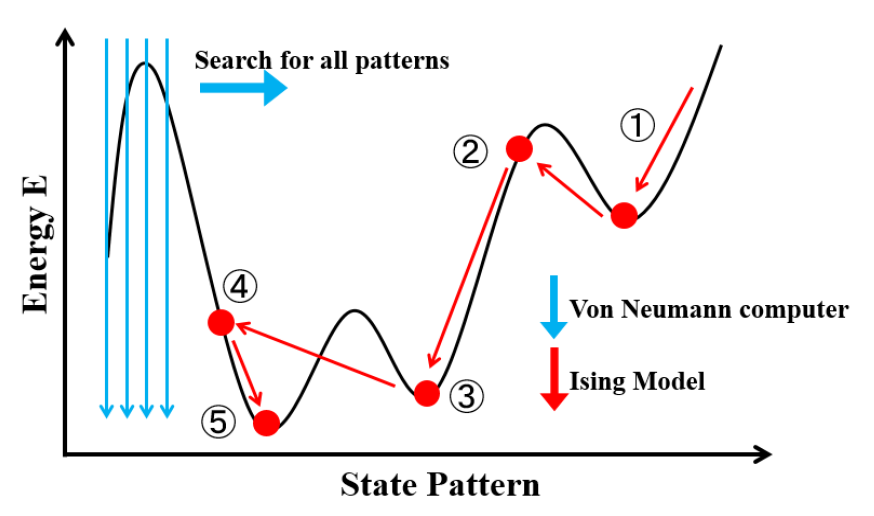 Search for all patterns
①
②
④
Energy E
Von Neumann computer
Ising Model
③
⑤
State Pattern